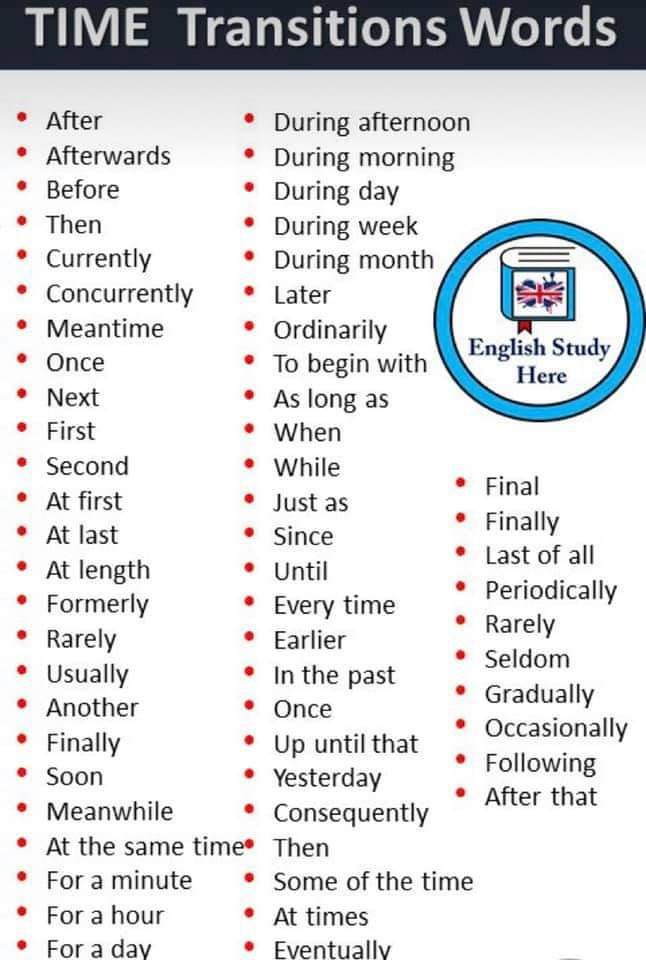 TIME Transitions Words
After
Afterwards
Before
Then
Currently
Concurrently
Meantime
Once
Next
First
Second
At first
At last
At length
Formerly
Rarely
Usually
Another
Finally
Soon
Meanwhile
At the same time
For a minute
For a hour
For a day
During afternoon
During morning
During day
During week
During month
Later
Ordinarily
To begin with
As long as
When
While
Just as
Since
Until
Every time
Earlier
In the past
Once
Up until that
Yesterday
Consequently
Then
Some of the time
At times
Eventually
English Study
Here
Final
Finally
Last of all
Periodically
Rarely
Seldom
Gradually
Occasionally
Following
After that